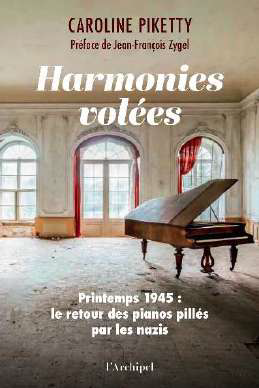 CAROLINE PIKETTY
Préface de Jean-François Zygel
Harmonies
volées
Printemps 1945 :
le retour des pianos pillés
par les nazis
l'Archipel